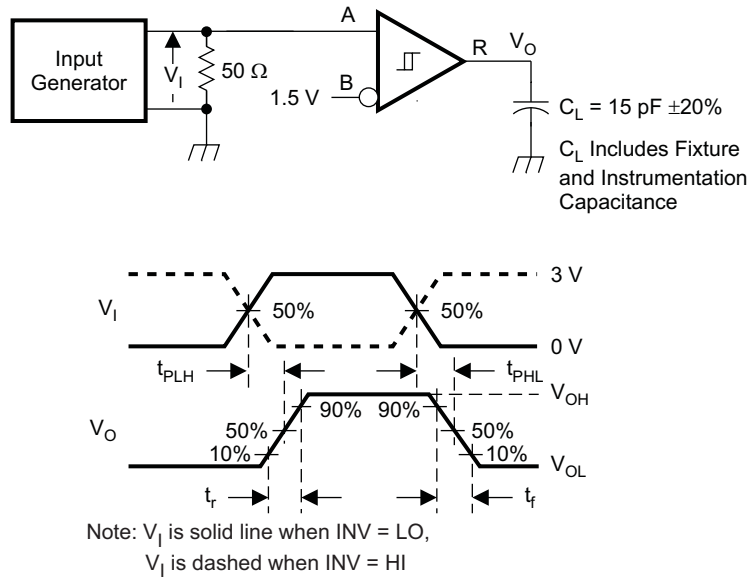 Input
Generator
V_I
50 Ω
A
B
1.5 V
R
V_O
C_L = 15 pF ±20%
C_L Includes Fixture
and Instrumentation
Capacitance
3 V
V_I
50%
50%
0 V
t_PLH
t_PHL
V_OH
90%
90%
V_O
50%
50%
10%
10%
V_OL
t_r
t_f
Note: V_I is solid line when INV = LO,
V_I is dashed when INV = HI